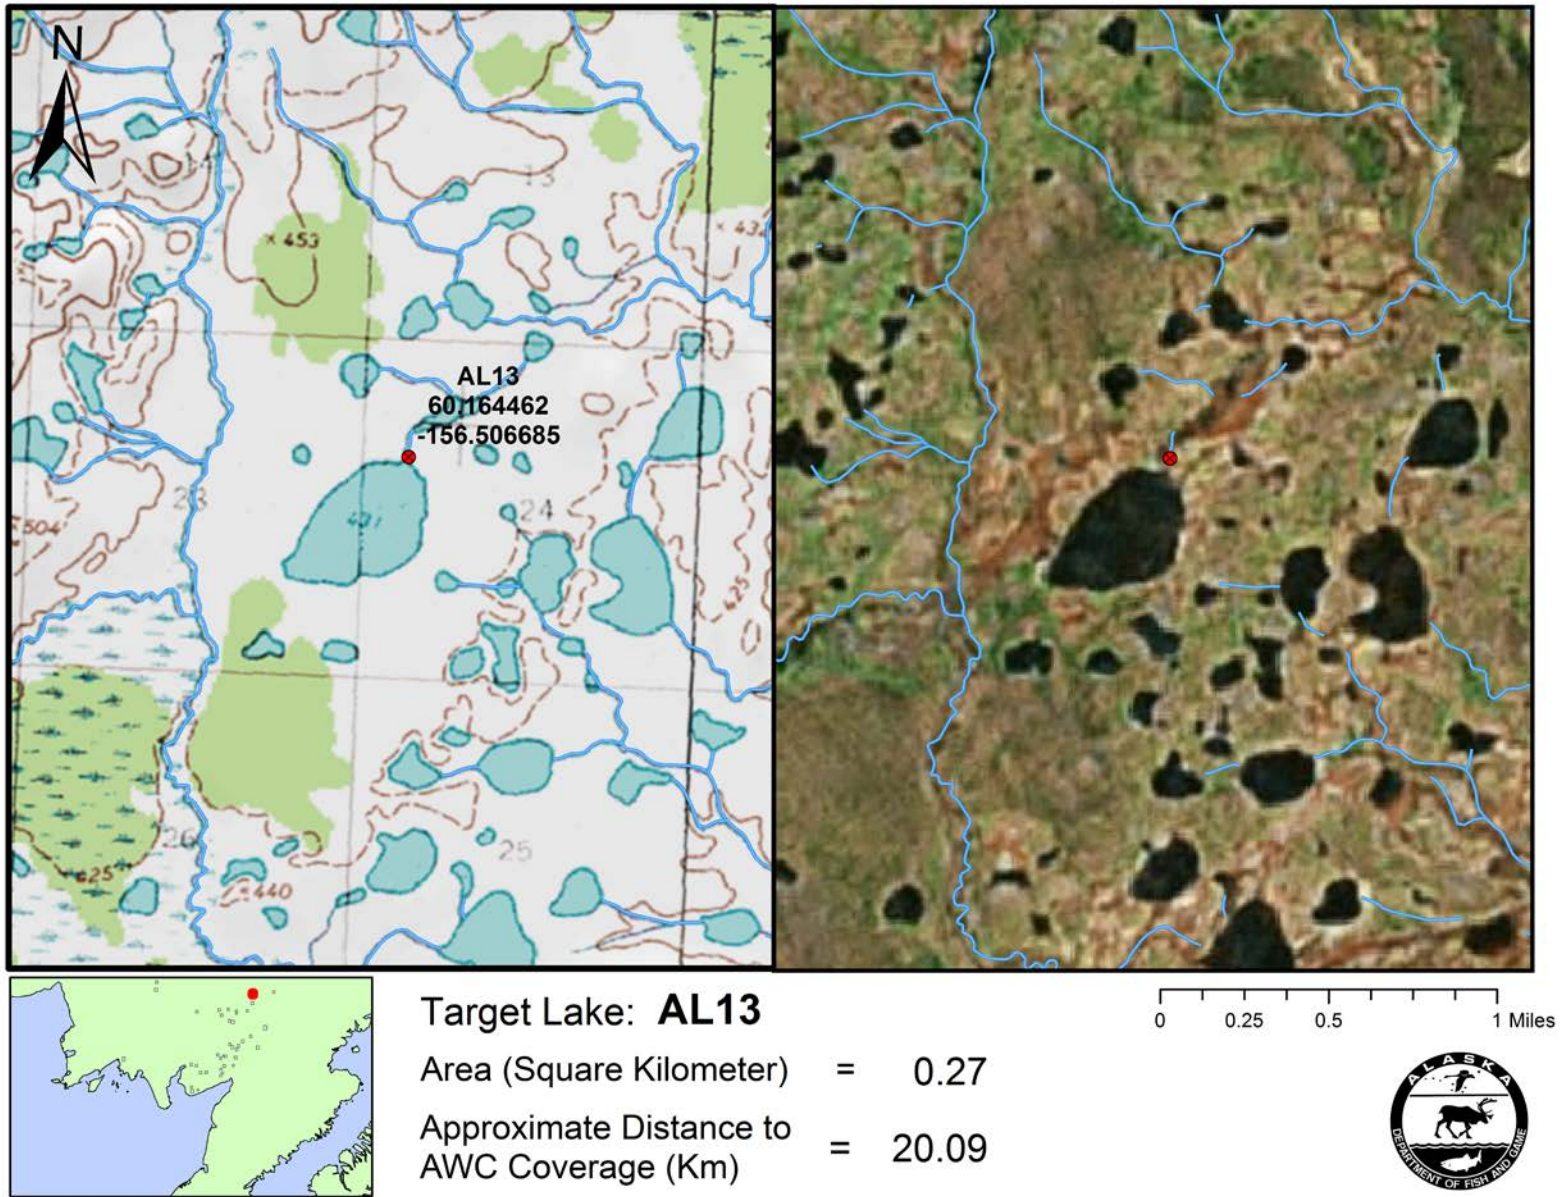 N
14
13
× 453
× 43
AL13
60.164462
-156.506685
23
24
504
425
26
25
625
440
Target Lake: AL13
Area (Square Kilometer) = 0.27
Approximate Distance to
AWC Coverage (Km) = 20.09
0 0.25 0.5 1 Miles
ALASKA
DEPARTMENT OF FISH AND GAME